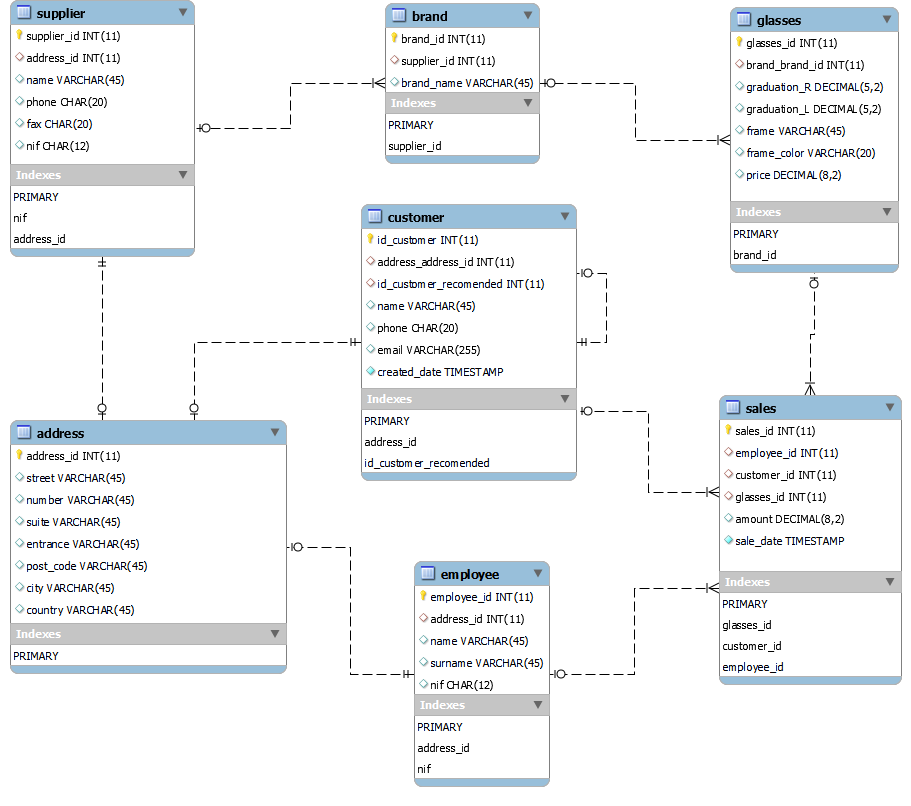 supplier
supplier_id INT(11)
address_id INT(11)
name VARCHAR(45)
phone CHAR(20)
fax CHAR(20)
nif CHAR(12)
Indexes
PRIMARY
nif
address_id
brand
brand_id INT(11)
supplier_id INT(11)
brand_name VARCHAR(45)
Indexes
PRIMARY
supplier_id
glasses
glasses_id INT(11)
brand_brand_id INT(11)
graduation_R DECIMAL(5,2)
graduation_L DECIMAL(5,2)
frame VARCHAR(45)
frame_color VARCHAR(20)
price DECIMAL(8,2)
Indexes
PRIMARY
brand_id
customer
id_customer INT(11)
address_address_id INT(11)
id_customer_recomended INT(11)
name VARCHAR(45)
phone CHAR(20)
email VARCHAR(255)
created_date TIMESTAMP
Indexes
PRIMARY
address_id
id_customer_recomended
address
address_id INT(11)
street VARCHAR(45)
number VARCHAR(45)
suite VARCHAR(45)
entrance VARCHAR(45)
post_code VARCHAR(45)
city VARCHAR(45)
country VARCHAR(45)
Indexes
PRIMARY
employee
employee_id INT(11)
address_id INT(11)
name VARCHAR(45)
surname VARCHAR(45)
nif CHAR(12)
Indexes
PRIMARY
address_id
nif
sales
sales_id INT(11)
employee_id INT(11)
customer_id INT(11)
glasses_id INT(11)
amount DECIMAL(8,2)
sale_date TIMESTAMP
Indexes
PRIMARY
glasses_id
customer_id
employee_id